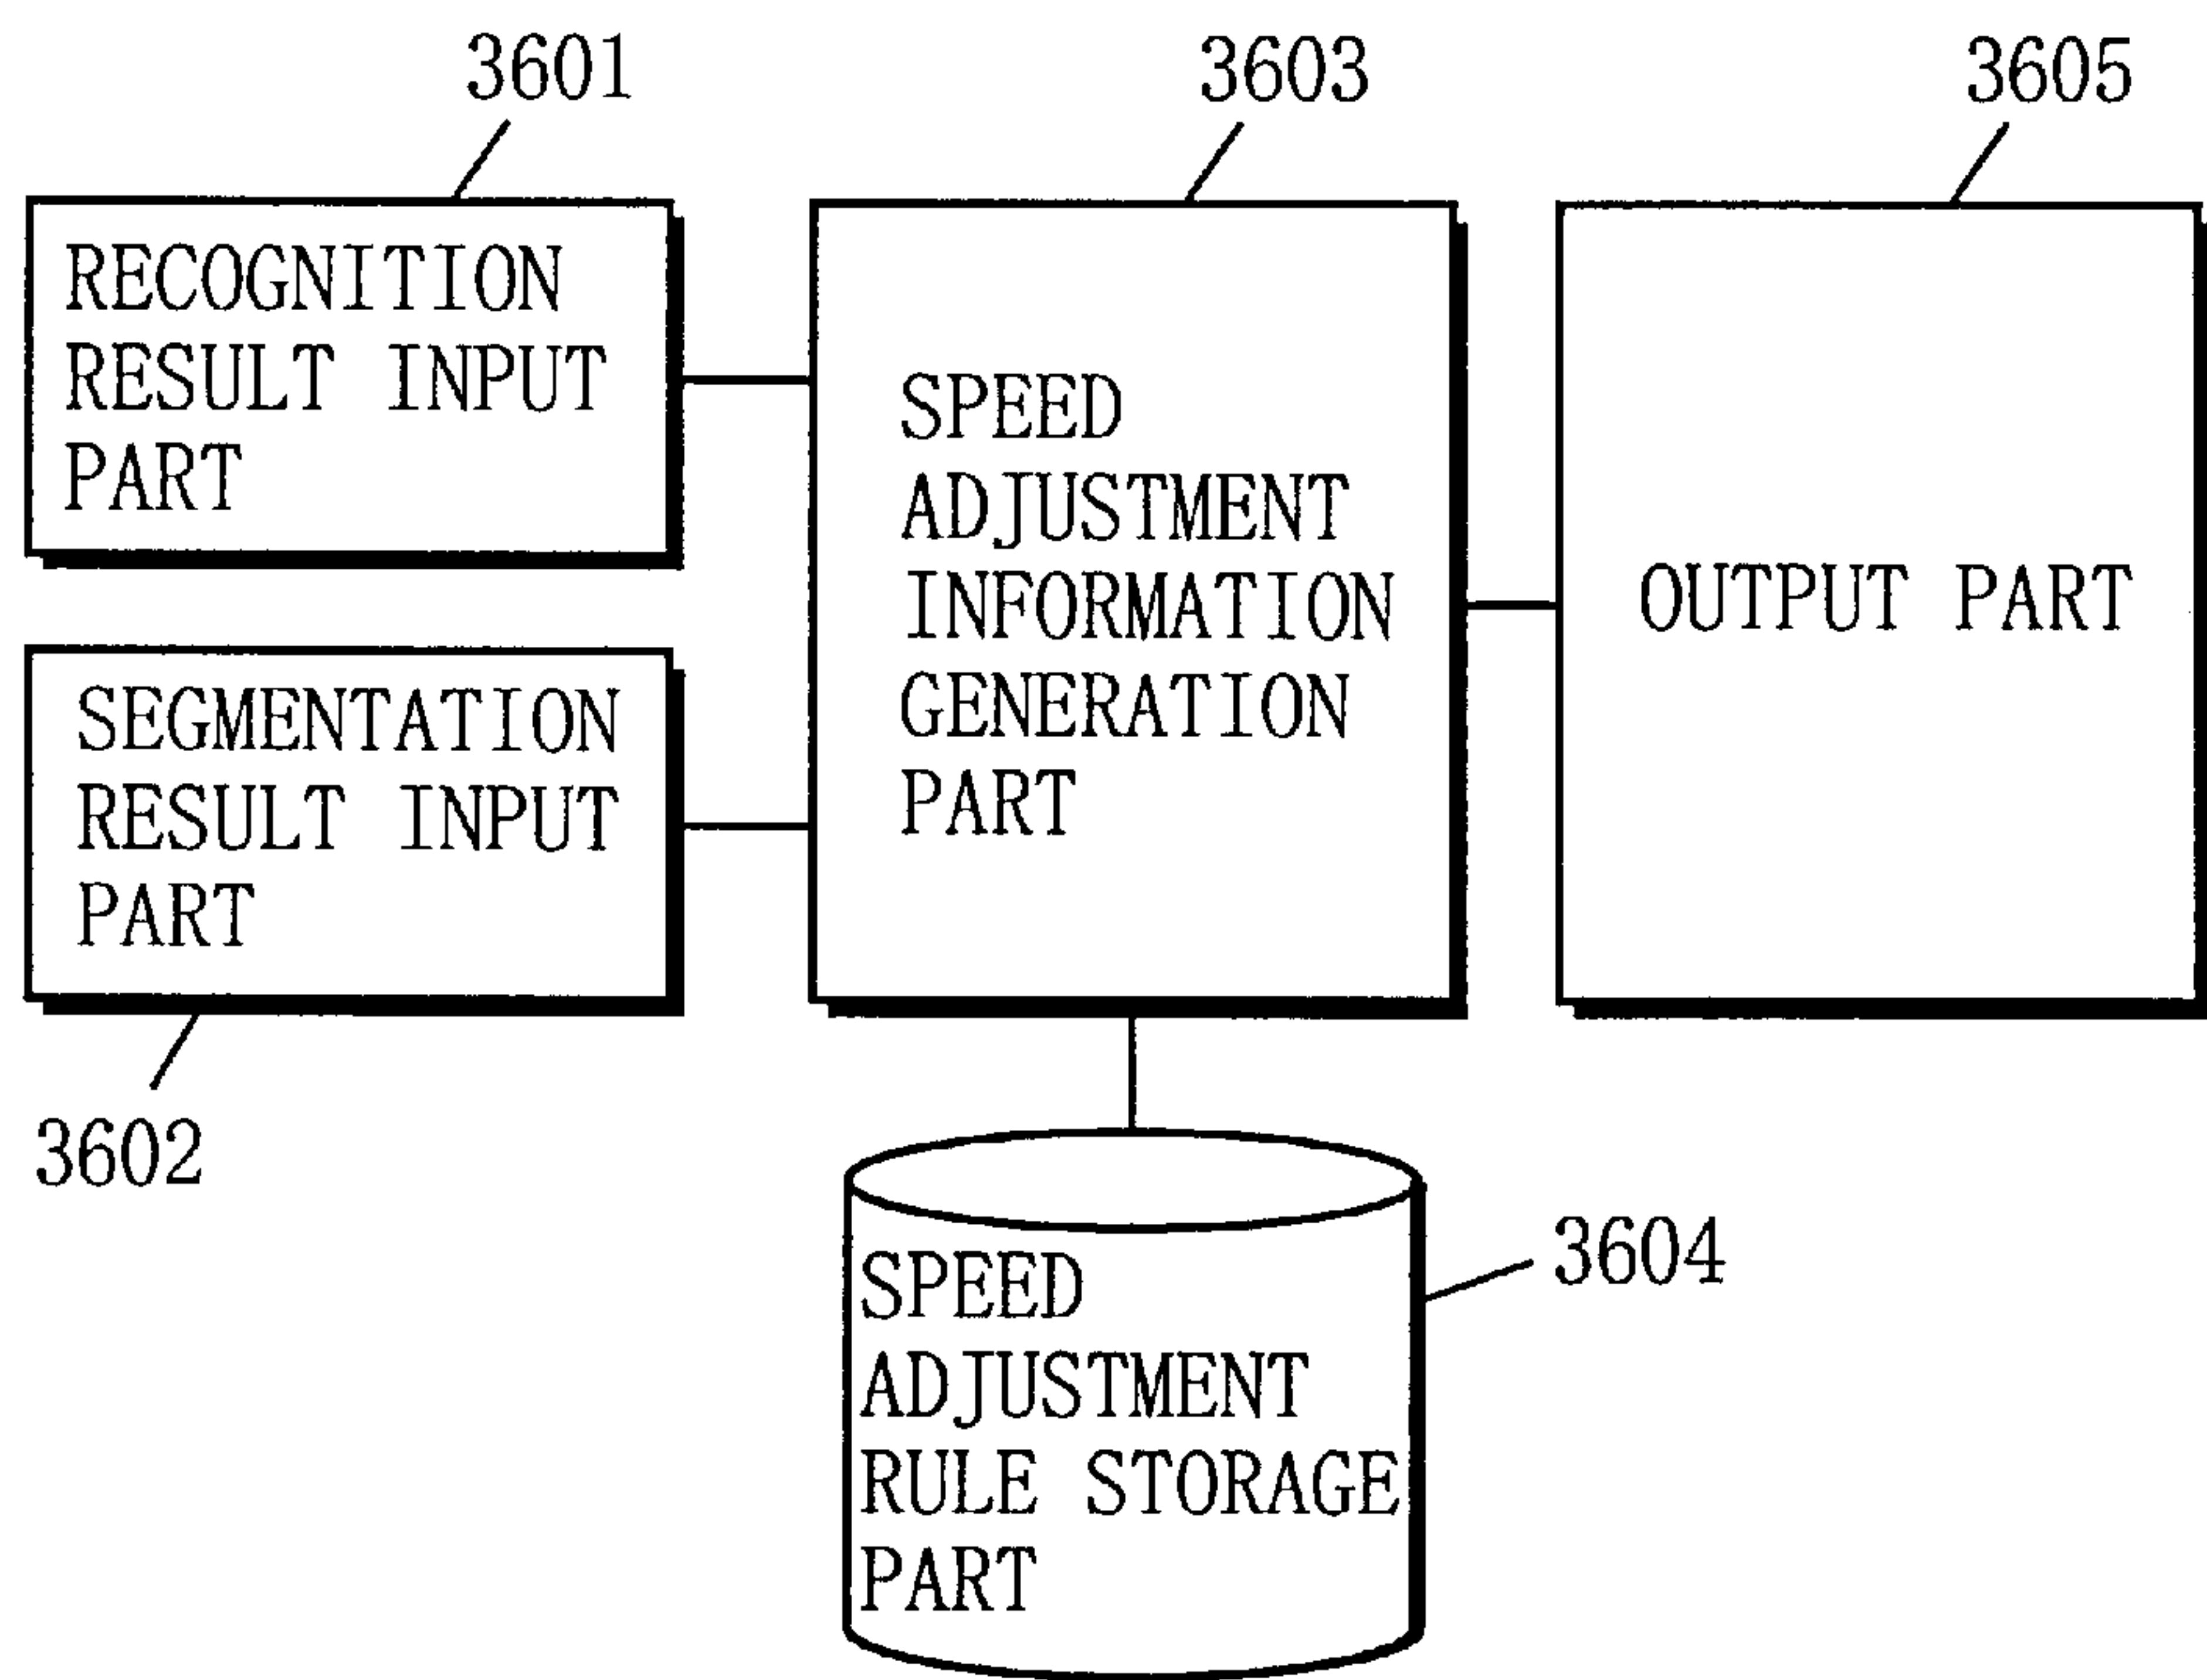 3601
3603
3605
RECOGNITION
RESULT INPUT
PART
SEGMENTATION
RESULT INPUT
PART
3602
SPEED
ADJUSTMENT
INFORMATION
GENERATION
PART
OUTPUT PART
SPEED
ADJUSTMENT
RULE STORAGE
PART
3604